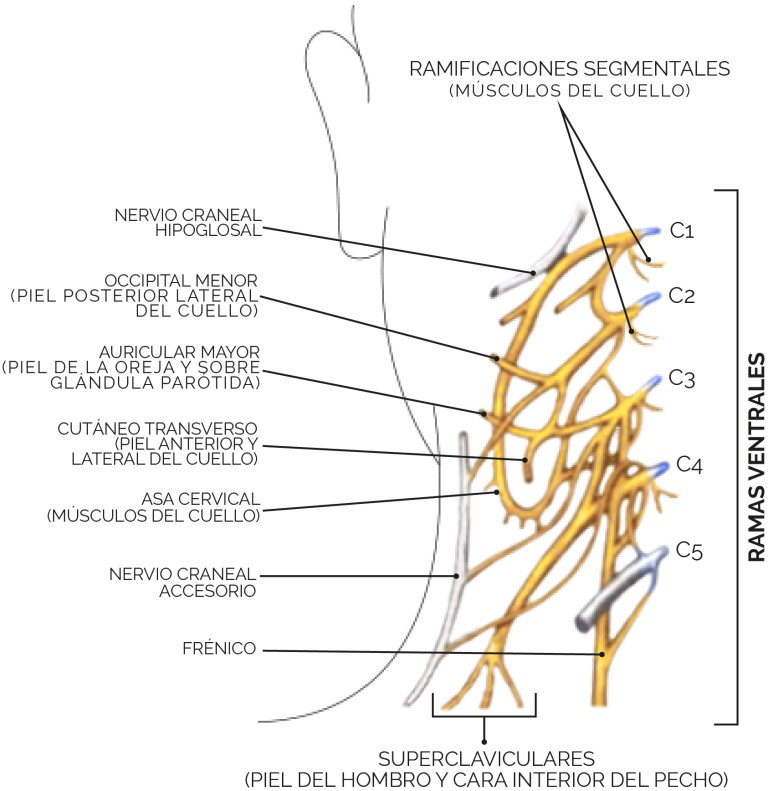 RAMIFICACIONES SEGMENTALES
(MÚSCULOS DEL CUELLO)
NERVIO CRANEAL
HIPOGLOSAL
OCCIPITAL MENOR
(PIEL POSTERIOR LATERAL
DEL CUELLO)
AURICULAR MAYOR
(PIEL DE LA OREJA Y SOBRE
GLÁNDULA PARÓTIDA)
CUTÁNEO TRANSVERSO
(PIEL ANTERIOR Y
LATERAL DEL CUELLO)
ASA CERVICAL
(MÚSCULOS DEL CUELLO)
NERVIO CRANEAL
ACCESORIO
FRÉNICO
C1
C2
C3
C4
C5
RAMAS VENTRALES
SUPERCLAVICULARES
(PIEL DEL HOMBRO Y CARA INTERIOR DEL PECHO)